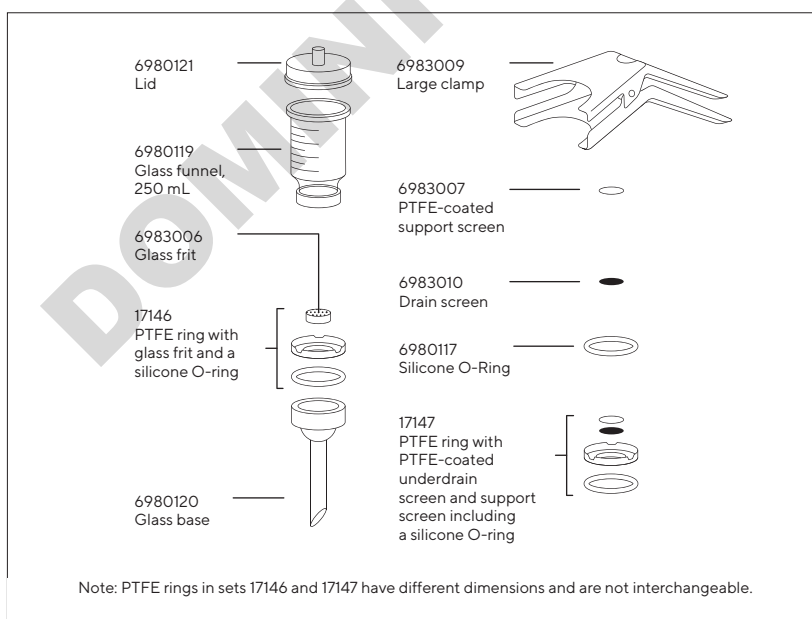 6980121
Lid
6980119
Glass funnel,
250 mL
6983006
Glass frit
17146
PTFE ring with
glass frit and a
silicone O-ring
6980120
Glass base
6983009
Large clamp
6983007
PTFE-coated
support screen
6983010
Drain screen
6980117
Silicone O-Ring
17147
PTFE ring with
PTFE-coated
underdrain
screen and support
screen including
a silicone O-ring
Note: PTFE rings in sets 17146 and 17147 have different dimensions and are not interchangeable.